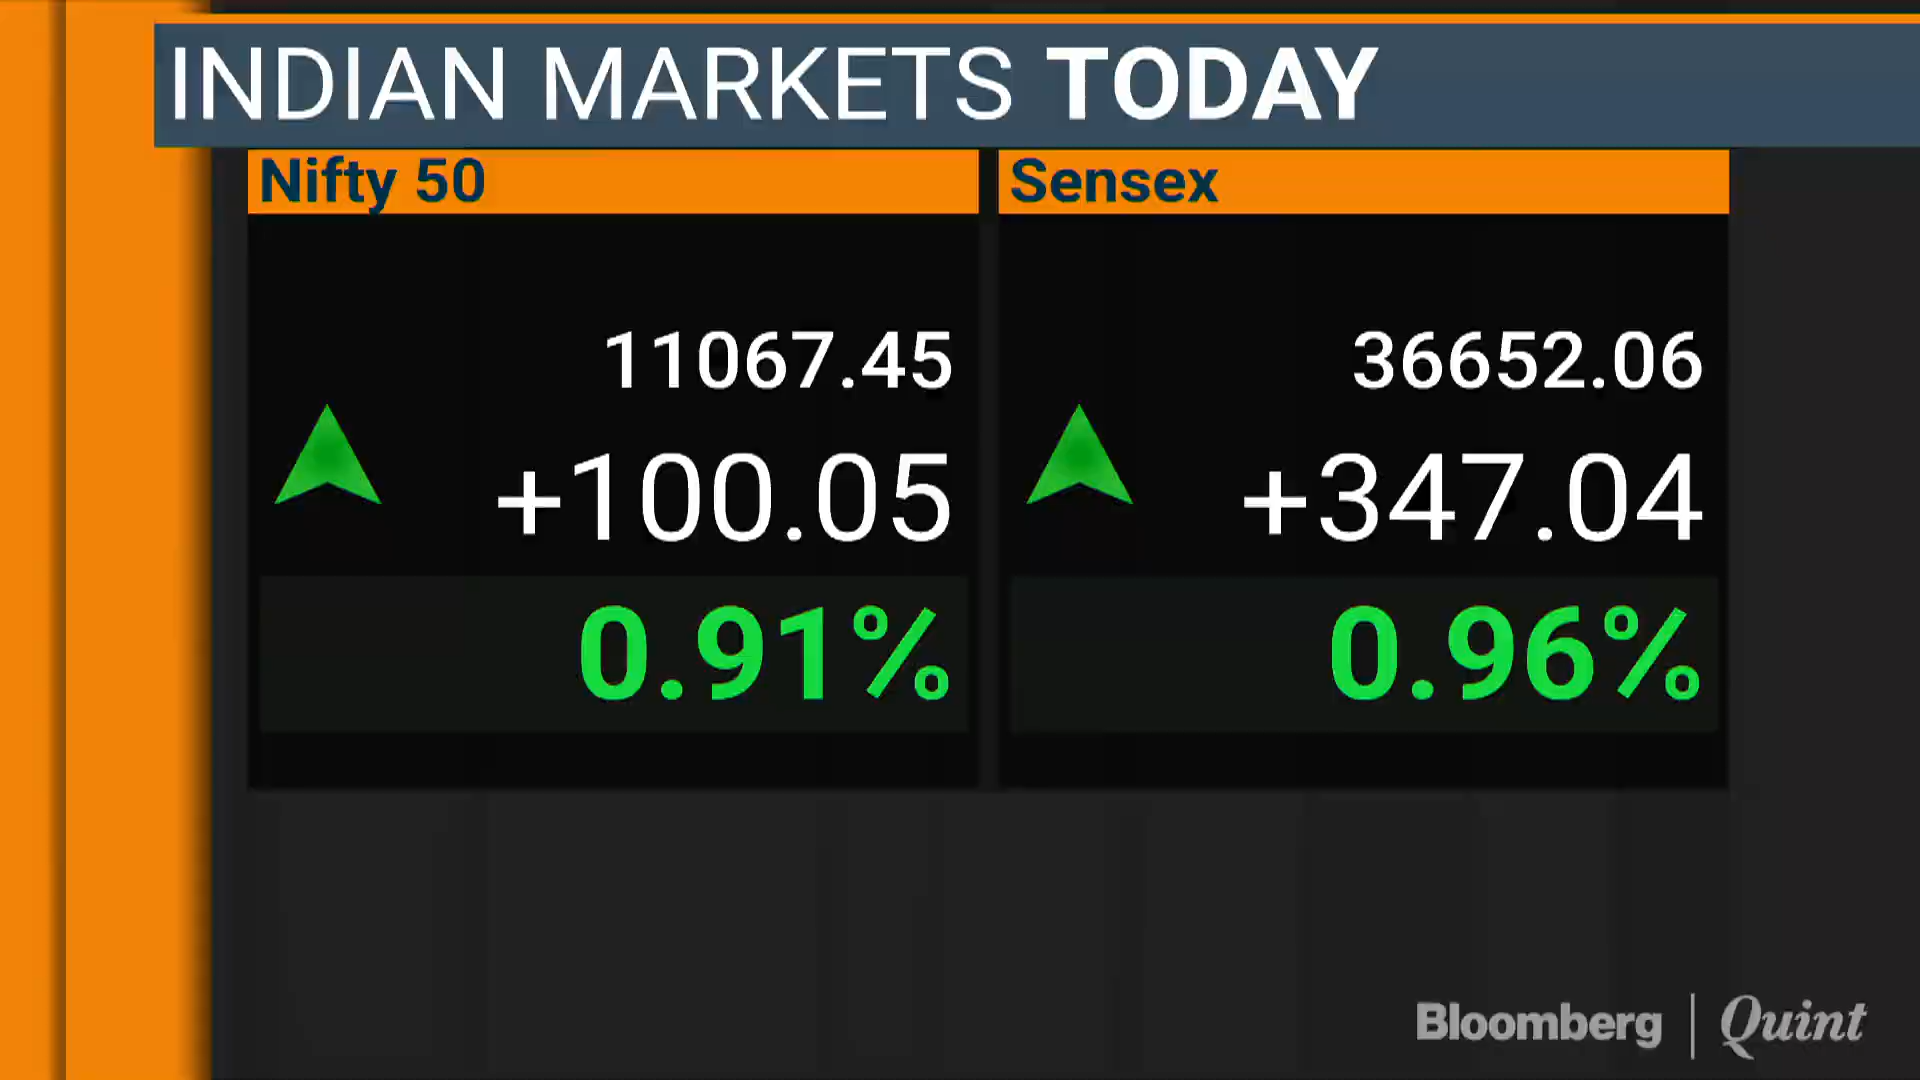 INDIAN MARKETS TODAY
Nifty 50
11067.45
+100.05
0.91%
Sensex
36652.06
+347.04
0.96%
Bloomberg | Quint